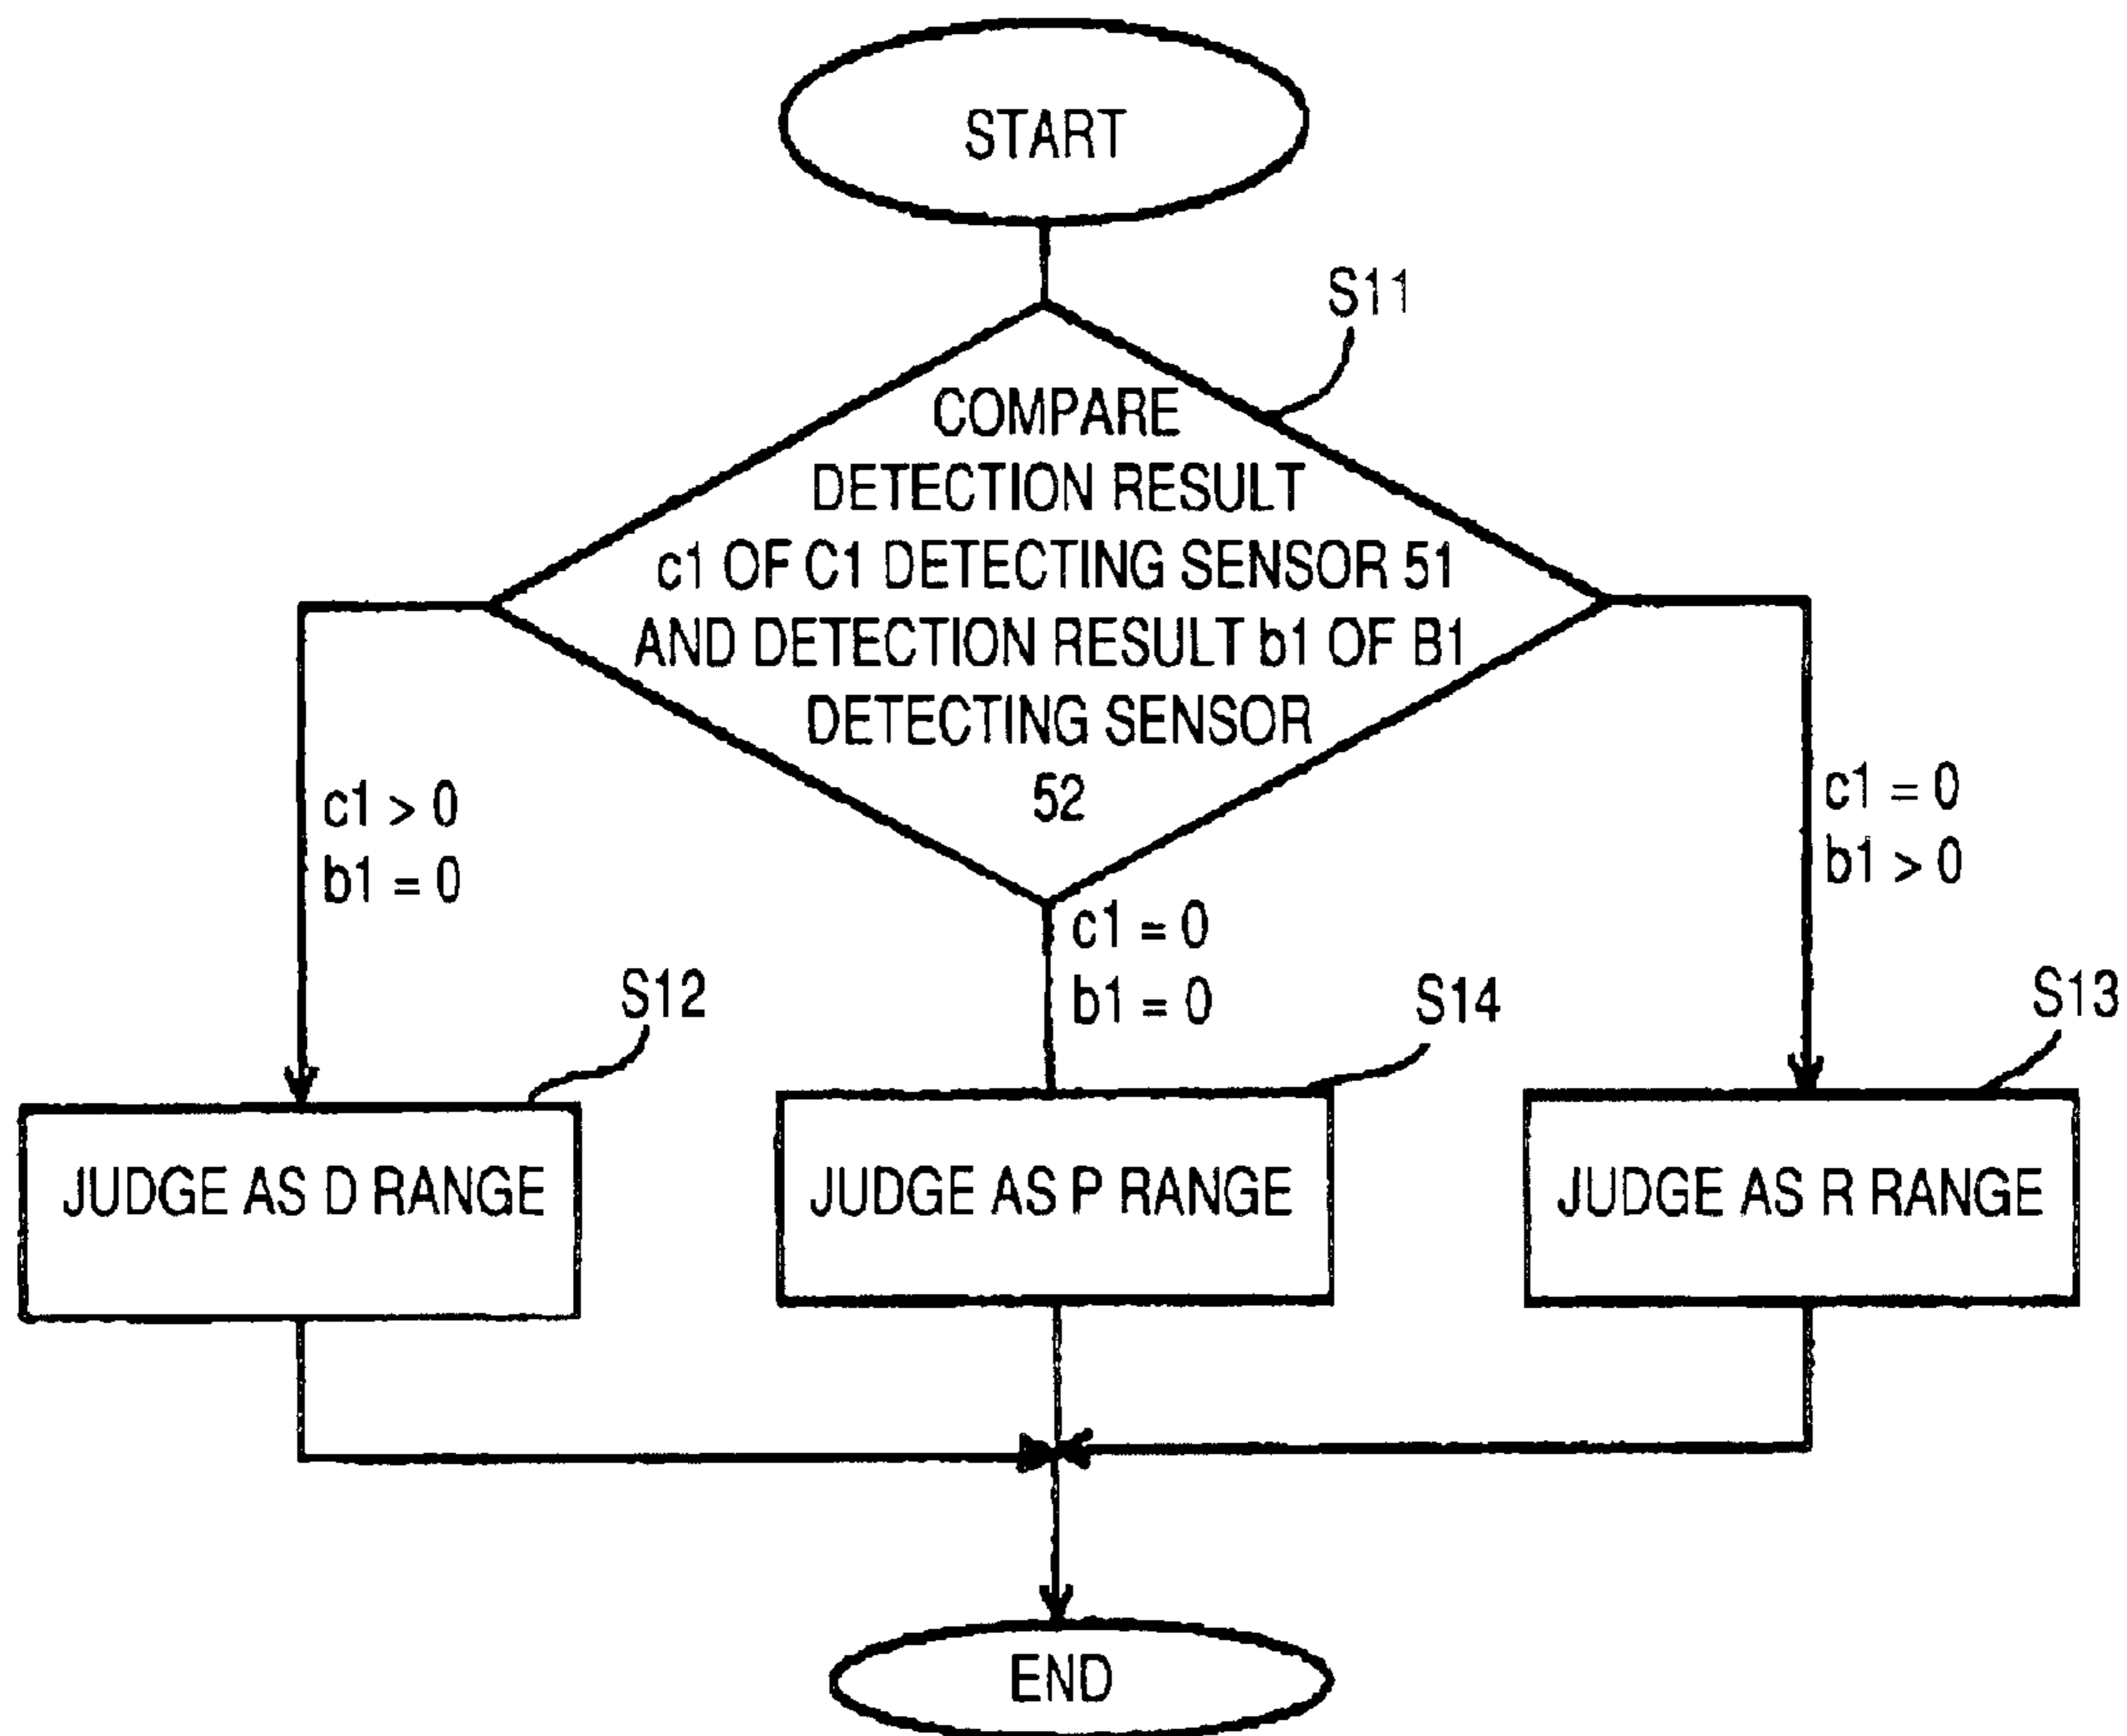 START
S11
COMPARE
DETECTION RESULT
c1 OF C1 DETECTING SENSOR 51
AND DETECTION RESULT b1 OF B1
DETECTING SENSOR
52
c1 > 0
b1 = 0
c1 = 0
b1 = 0
c1 = 0
b1 > 0
S12
S14
S13
JUDGE AS D RANGE
JUDGE AS P RANGE
JUDGE AS R RANGE
END